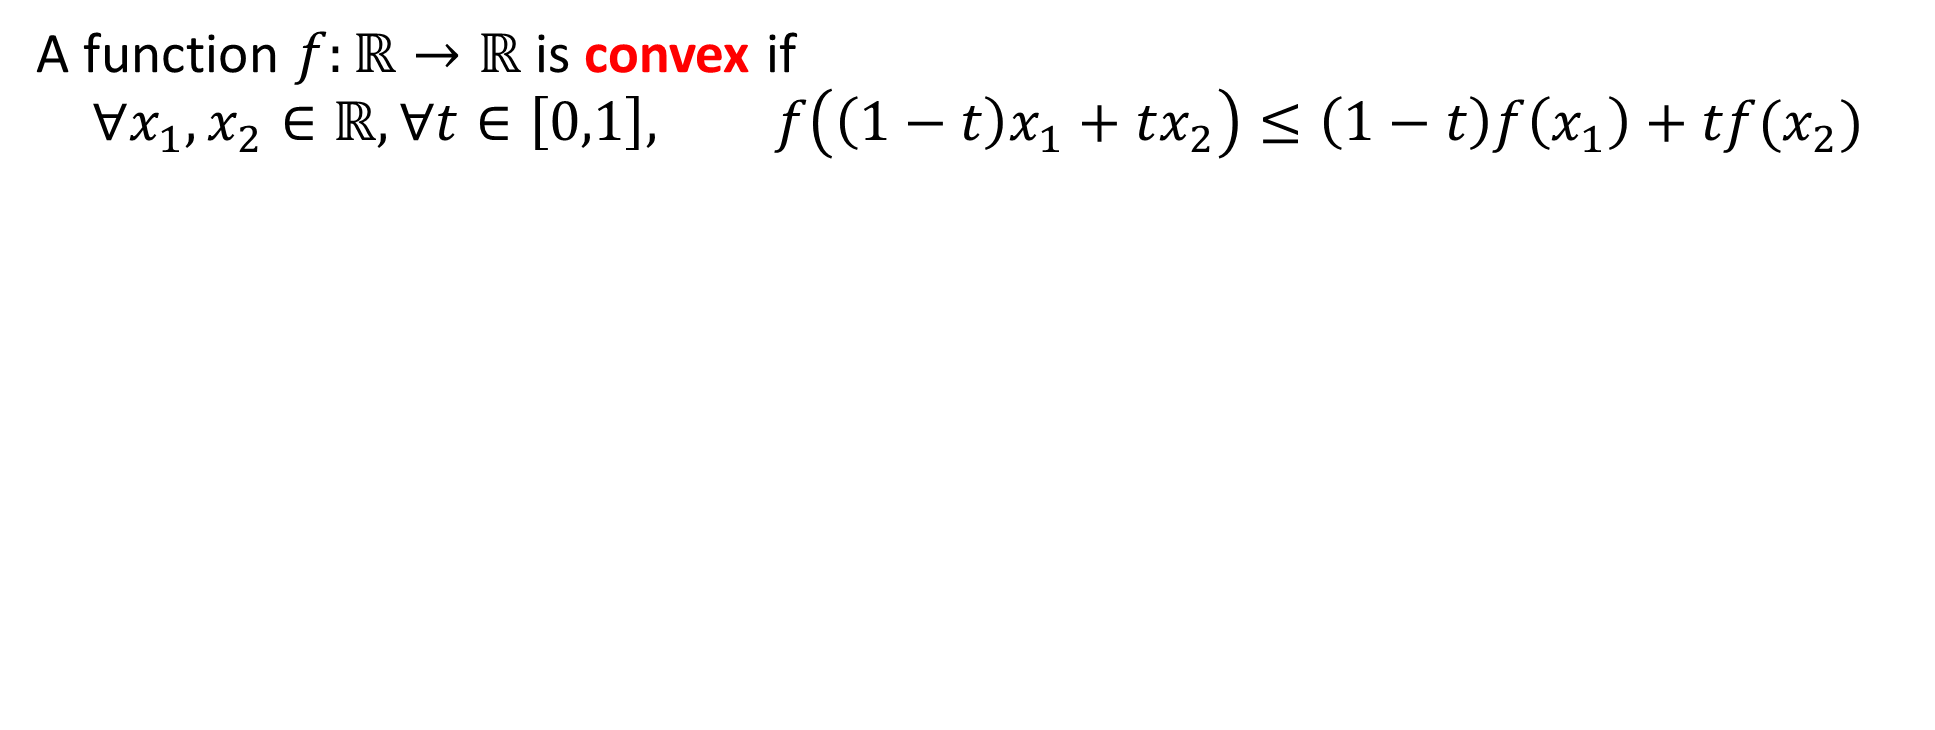 A function 𝑓: ℝ → ℝ is convex if
∀𝑥₁, 𝑥₂ ∈ ℝ, ∀𝑡 ∈ [0,1], 𝑓((1 − 𝑡)𝑥₁ + 𝑡𝑥₂) ≤ (1 − 𝑡)𝑓(𝑥₁) + 𝑡𝑓(𝑥₂)